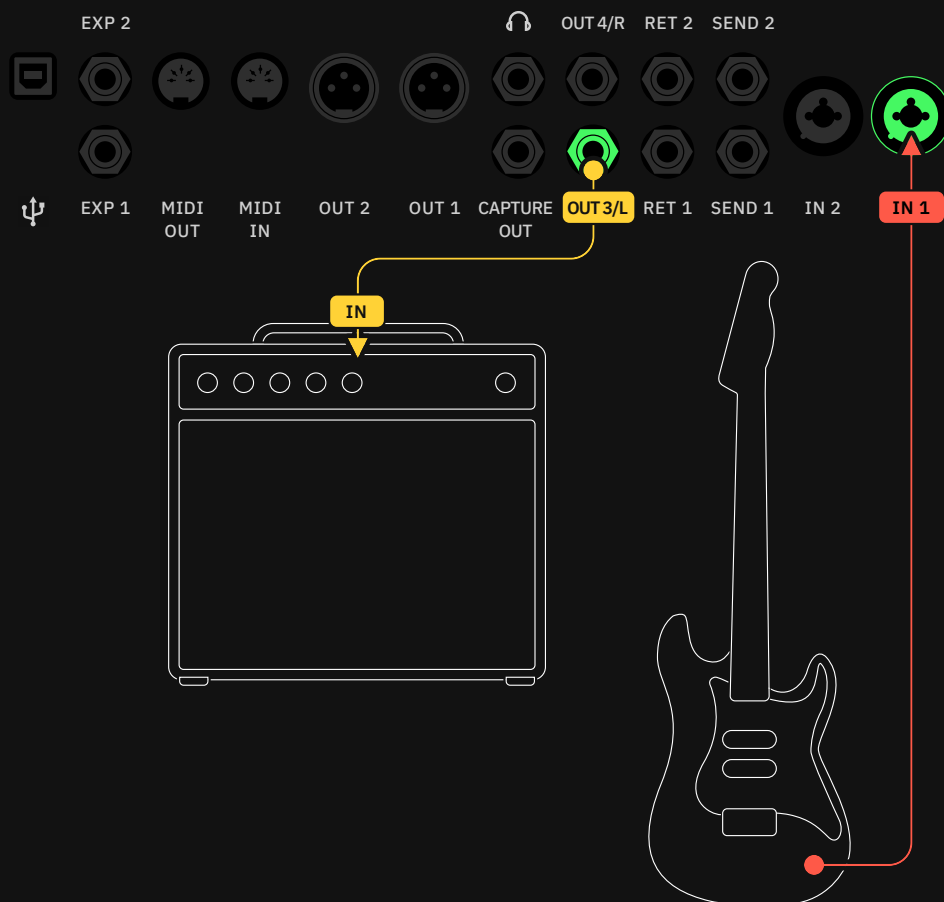 EXP 2
OUT 4/R
RET 2
SEND 2
EXP 1
MIDI
OUT
MIDI
IN
OUT 2
OUT 1
CAPTURE
OUT
OUT 3/L
RET 1
SEND 1
IN 2
IN 1
IN